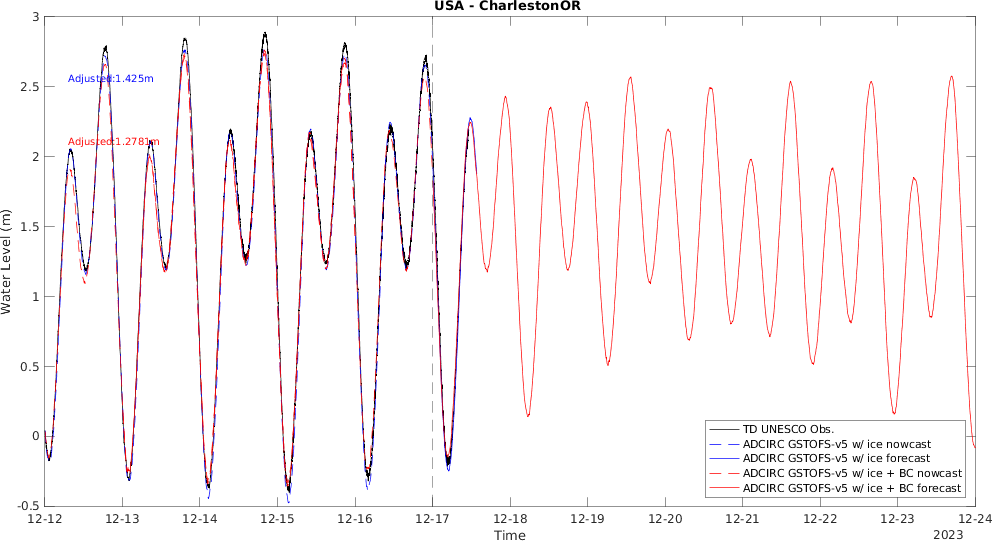 USA - CharlestonOR
3
2.5
2
1.5
1
0.5
0
-0.5
Water Level (m)
Adjusted:1.425m
Adjusted:1.2781m
TD UNESCO Obs.
ADCIRC GSTOFS-v5 w/ ice nowcast
ADCIRC GSTOFS-v5 w/ ice forecast
ADCIRC GSTOFS-v5 w/ ice + BC nowcast
ADCIRC GSTOFS-v5 w/ ice + BC forecast
12-12 12-13 12-14 12-15 12-16 12-17 12-18 12-19 12-20 12-21 12-22 12-23 12-24
Time
2023